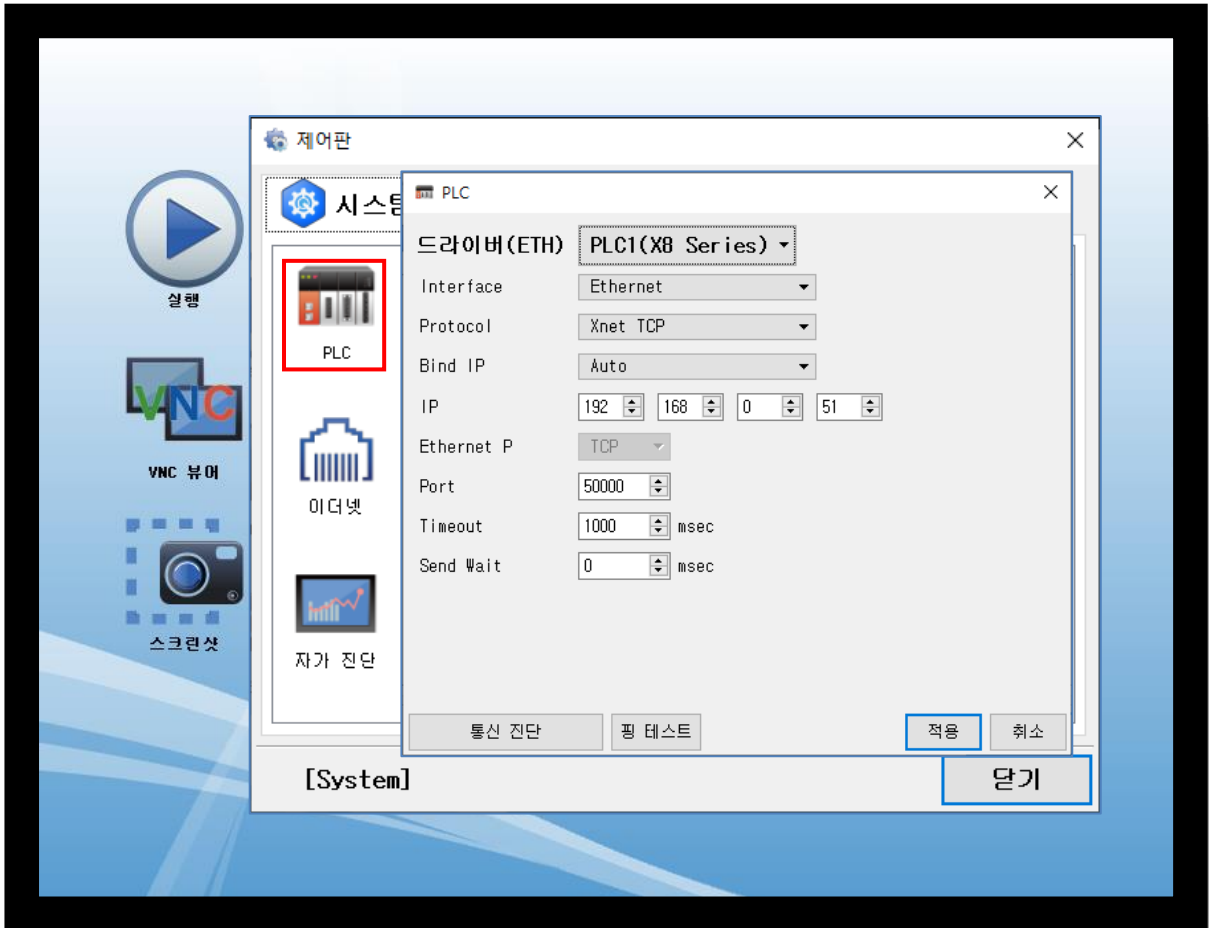 제어판
시스템
PLC
드라이버(ETH) PLC1(X8 Series)
Interface Ethernet
Protocol Xnet TCP
Bind IP Auto
IP 192 168 0 51
Ethernet P TCP
Port 50000
Timeout 1000 msec
Send Wait 0 msec
통신 진단 핑 테스트 적용 취소
PLC
이더넷
자가 진단
[System] 닫기
실행
VNC
VNC 뷰어
스크린샷